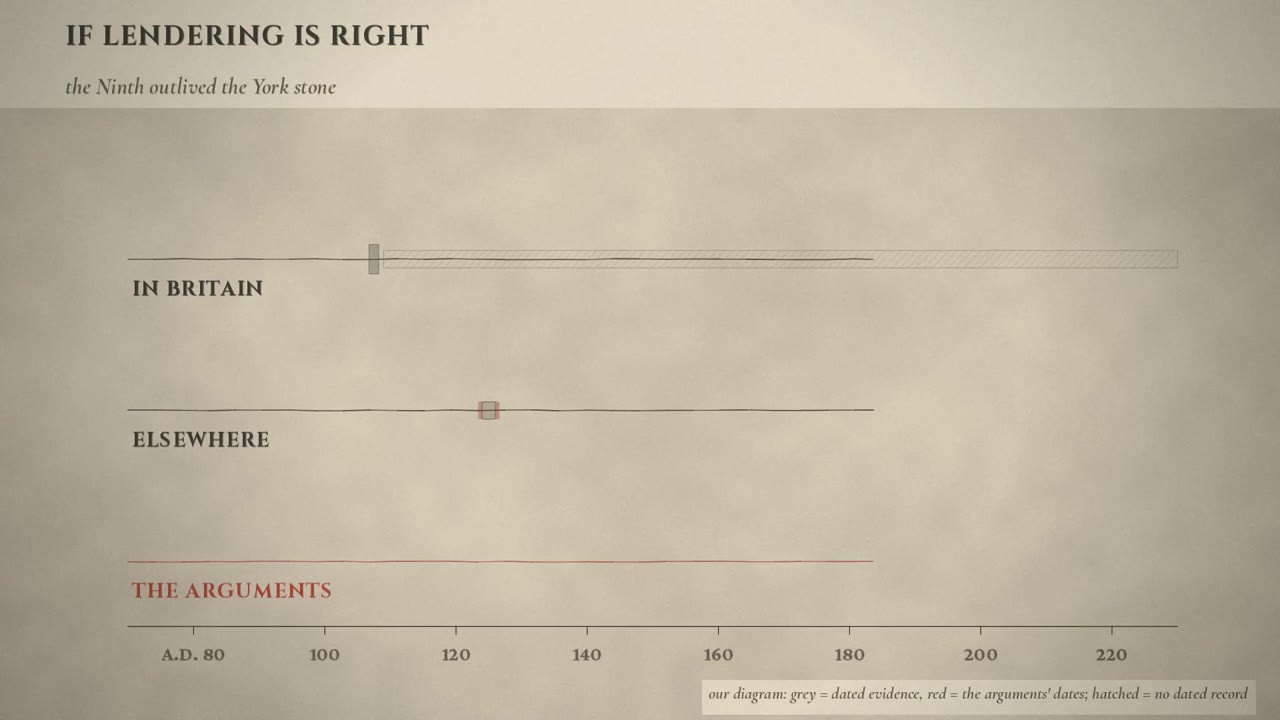 IF LENDERING IS RIGHT
the Ninth outlived the York stone
IN BRITAIN
ELSEWHERE
THE ARGUMENTS
A.D. 80 100 120 140 160 180 200 220
our diagram: grey = dated evidence, red = the arguments' dates; hatched = no dated record